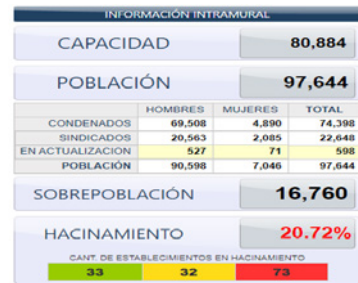 INFORMACIÓN INTRAMURAL
CAPACIDAD 80,884
POBLACIÓN 97,644
HOMBRES MUJERES TOTAL
CONDENADOS 69,508 4,890 74,398
SINDICADOS 20,563 2,085 22,648
EN ACTUALIZACION 527 71 598
POBLACIÓN 90,598 7,046 97,644
SOBREPOBLACIÓN 16,760
HACINAMIENTO 20.72%
CANT. DE ESTABLECIMIENTOS EN HACINAMIENTO
33 32 73